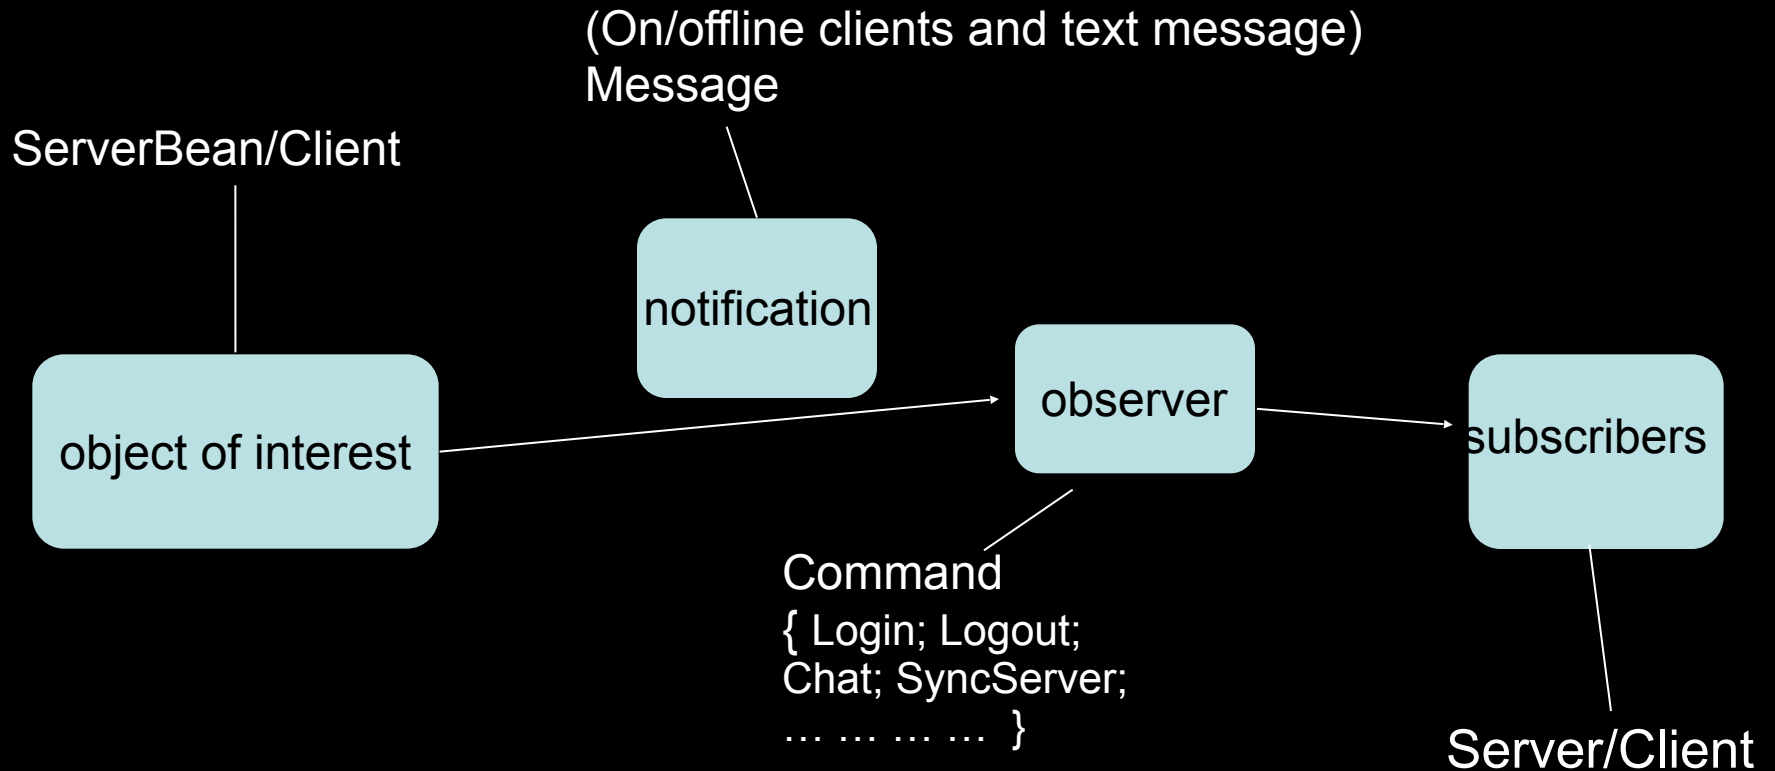 (On/offline clients and text message)
Message
ServerBean/Client
notification
object of interest
observer
subscribers
Command
{ Login; Logout;
Chat; SyncServer;
... ... ... ... }
Server/Client